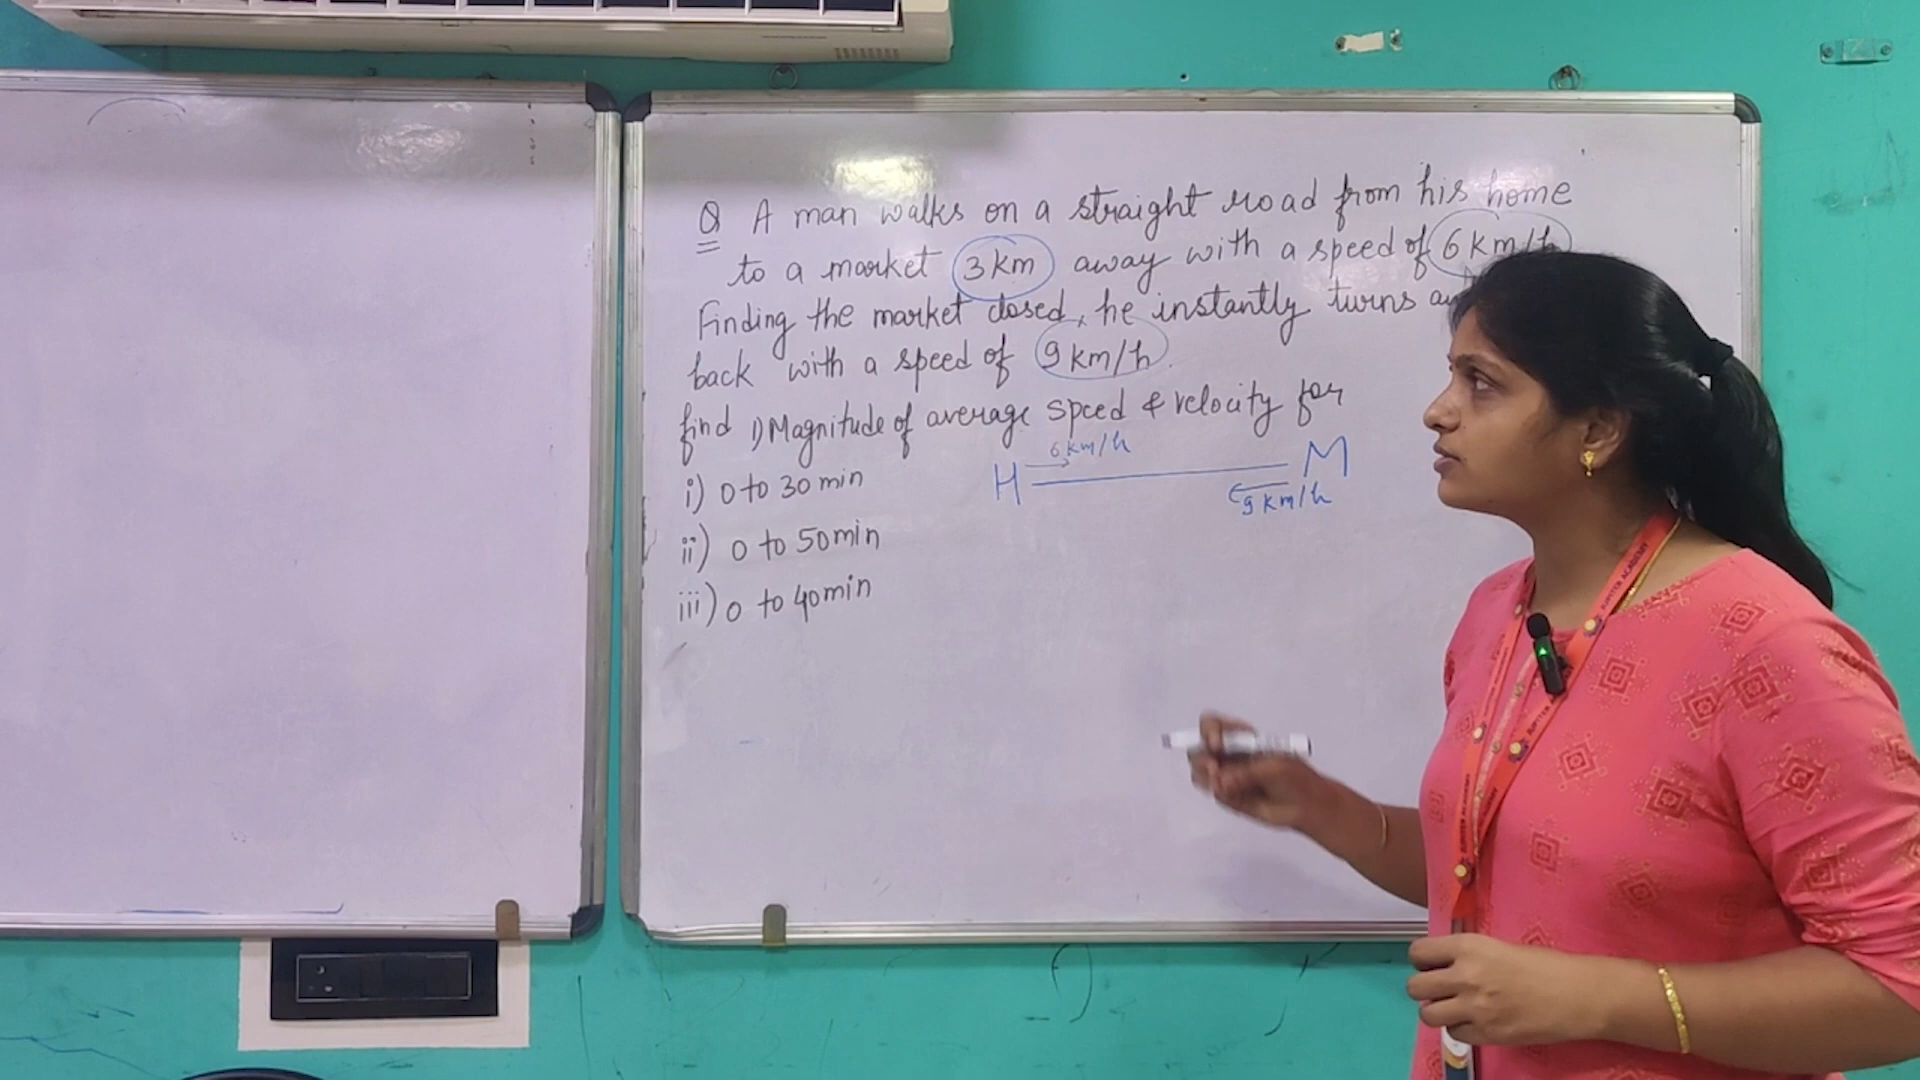 Q A man walks on a straight road from his home
to a market 3 km away with a speed of 6 km/h
Finding the market closed, he instantly turns
back with a speed of 9 km/h.
find 1) Magnitude of average speed & velocity for
i) 0 to 30 min
ii) 0 to 50 min
iii) 0 to 40 min
6 km/h
H M
9 km/h
JUPITER ACADEMY